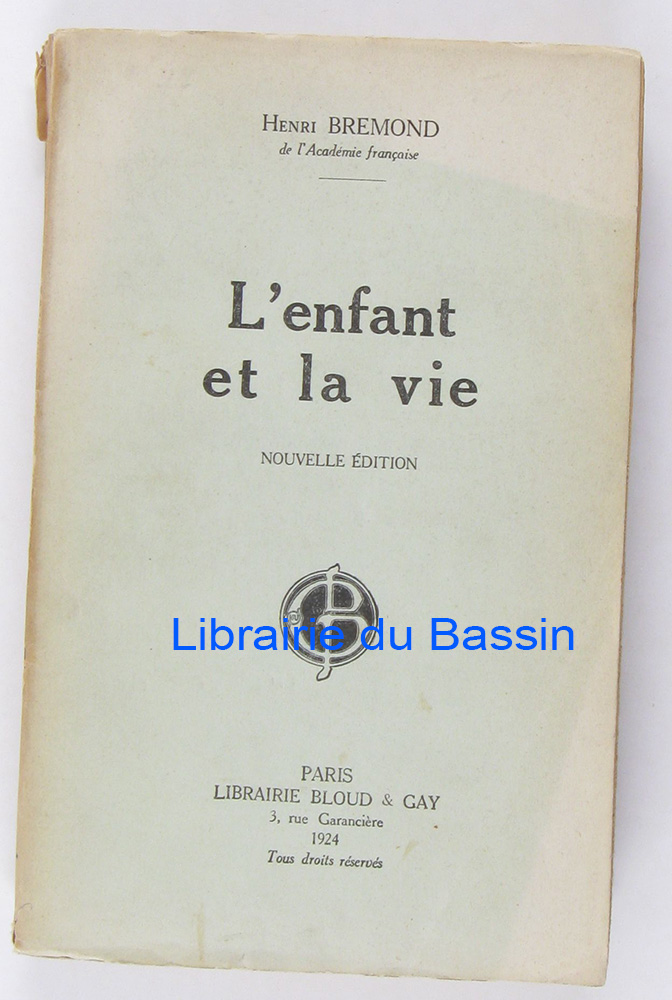 HENRI BREMOND
de l'Académie française
L'enfant
et la vie
NOUVELLE ÉDITION
Librairie du Bassin
PARIS
LIBRAIRIE BLOUD & GAY
3, rue Garancière
1924
Tous droits réservés